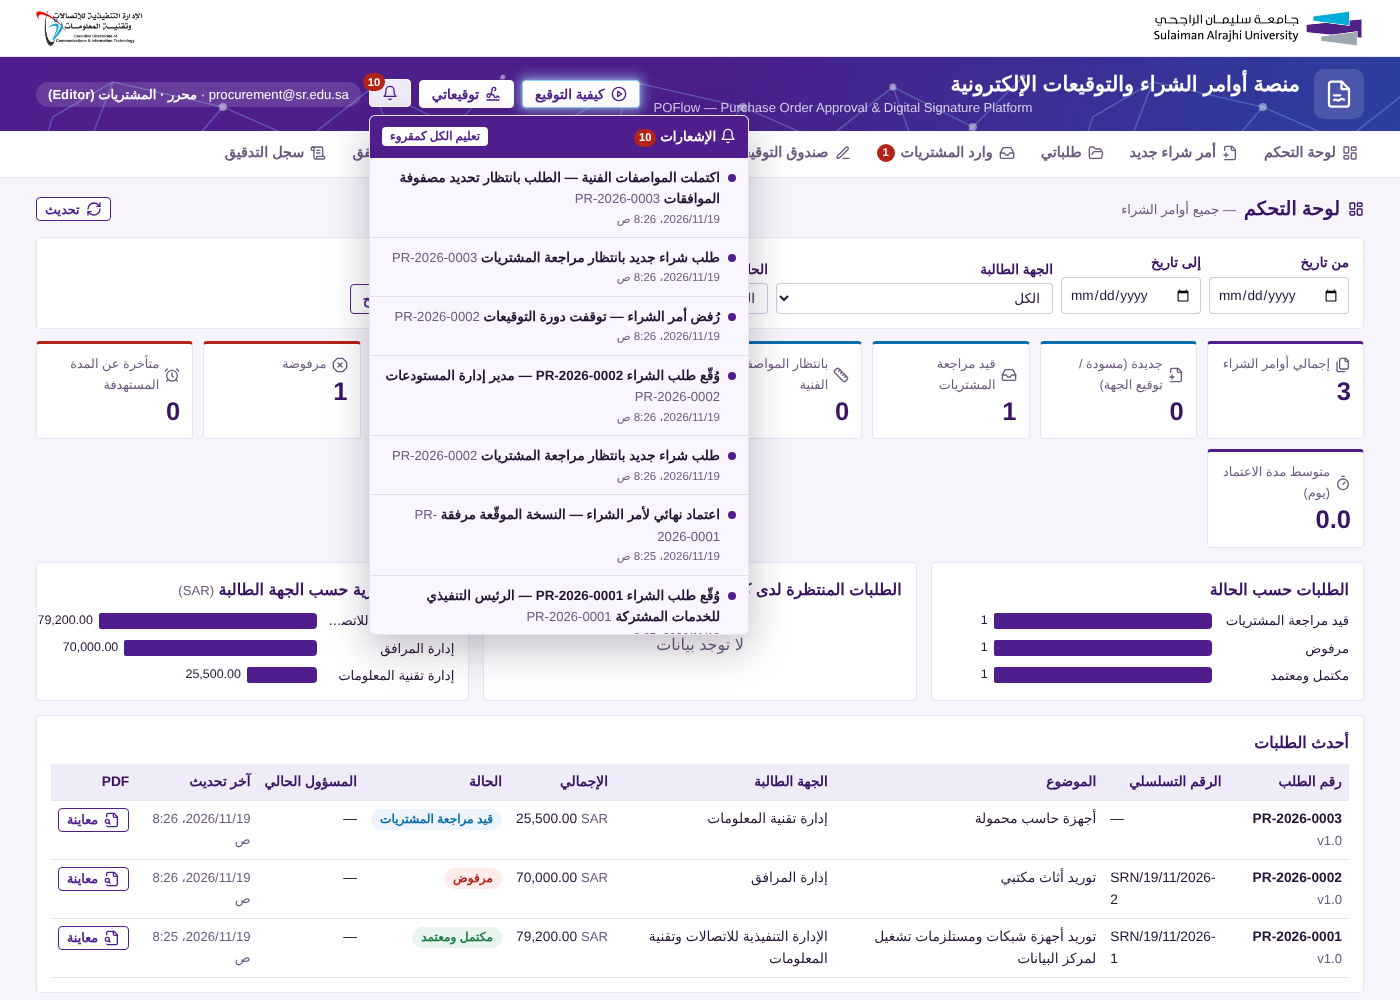 جامعة سليمان الراجحي
Sulaiman Alrajhi University
الإدارة التنفيذية للاتصالات
وتقنية المعلومات
Executive Directorate of
Communications & Information Technology
منصة أوامر الشراء والتوقيعات الإلكترونية
POFlow — Purchase Order Approval & Digital Signature Platform
كيفية التوقيع
توقيعاتي
10
محرر · المشتريات (Editor) · procurement@sr.edu.sa
لوحة التحكم
أمر شراء جديد
طلباتي
وارد المشتريات 1
صندوق
سجل التدقيق
الإشعارات 10
تعليم الكل كمقروء
اكتملت المواصفات الفنية — الطلب بانتظار تحديد مصفوفة
الموافقات PR-2026-0003
2026/11/19، 8:26 ص
طلب شراء جديد بانتظار مراجعة المشتريات PR-2026-0003
2026/11/19، 8:26 ص
رُفض أمر الشراء — توقفت دورة التوقيعات PR-2026-0002
2026/11/19، 8:26 ص
وُقّع طلب الشراء PR-2026-0002 — مدير إدارة المستودعات
PR-2026-0002
2026/11/19، 8:26 ص
طلب شراء جديد بانتظار مراجعة المشتريات PR-2026-0002
2026/11/19، 8:26 ص
اعتماد نهائي لأمر الشراء — النسخة الموقّعة مرفقة PR-
2026-0001
2026/11/19، 8:25 ص
وُقّع طلب الشراء PR-2026-0001 — الرئيس التنفيذي
للخدمات المشتركة PR-2026-0001
لوحة التحكم — جميع أوامر الشراء
تحديث
من تاريخ
إلى تاريخ
الجهة الطالبة
mm/dd/yyyy
mm/dd/yyyy
الكل
إجمالي أوامر الشراء
3
جديدة (مسودة /
توقيع الجهة)
0
قيد مراجعة
المشتريات
1
بانتظار
الفنية
0
مرفوضة
1
متأخرة عن المدة
المستهدفة
0
متوسط مدة الاعتماد
(يوم)
0.0
الطلبات حسب الحالة
قيد مراجعة المشتريات 1
مرفوض 1
مكتمل ومعتمد 1
الطلبات المنتظرة لدى
لا توجد بيانات
حسب الجهة الطالبة (SAR)
79,200.00
إدارة المرافق 70,000.00
إدارة تقنية المعلومات 25,500.00
أحدث الطلبات
رقم الطلب الرقم التسلسلي الموضوع الجهة الطالبة الإجمالي الحالة المسؤول الحالي آخر تحديث PDF
PR-2026-0003 — أجهزة حاسب محمولة إدارة تقنية المعلومات 25,500.00 SAR قيد مراجعة المشتريات — 2026/11/19، 8:26 معاينة
v1.0 ص
PR-2026-0002 SRN/19/11/2026- توريد أثاث مكتبي إدارة المرافق 70,000.00 SAR مرفوض — 2026/11/19، 8:26 معاينة
v1.0 2 ص
PR-2026-0001 SRN/19/11/2026- توريد أجهزة شبكات ومستلزمات تشغيل الإدارة التنفيذية للاتصالات وتقنية 79,200.00 SAR مكتمل ومعتمد — 2026/11/19، 8:25 معاينة
v1.0 1 لمركز البيانات المعلومات ص